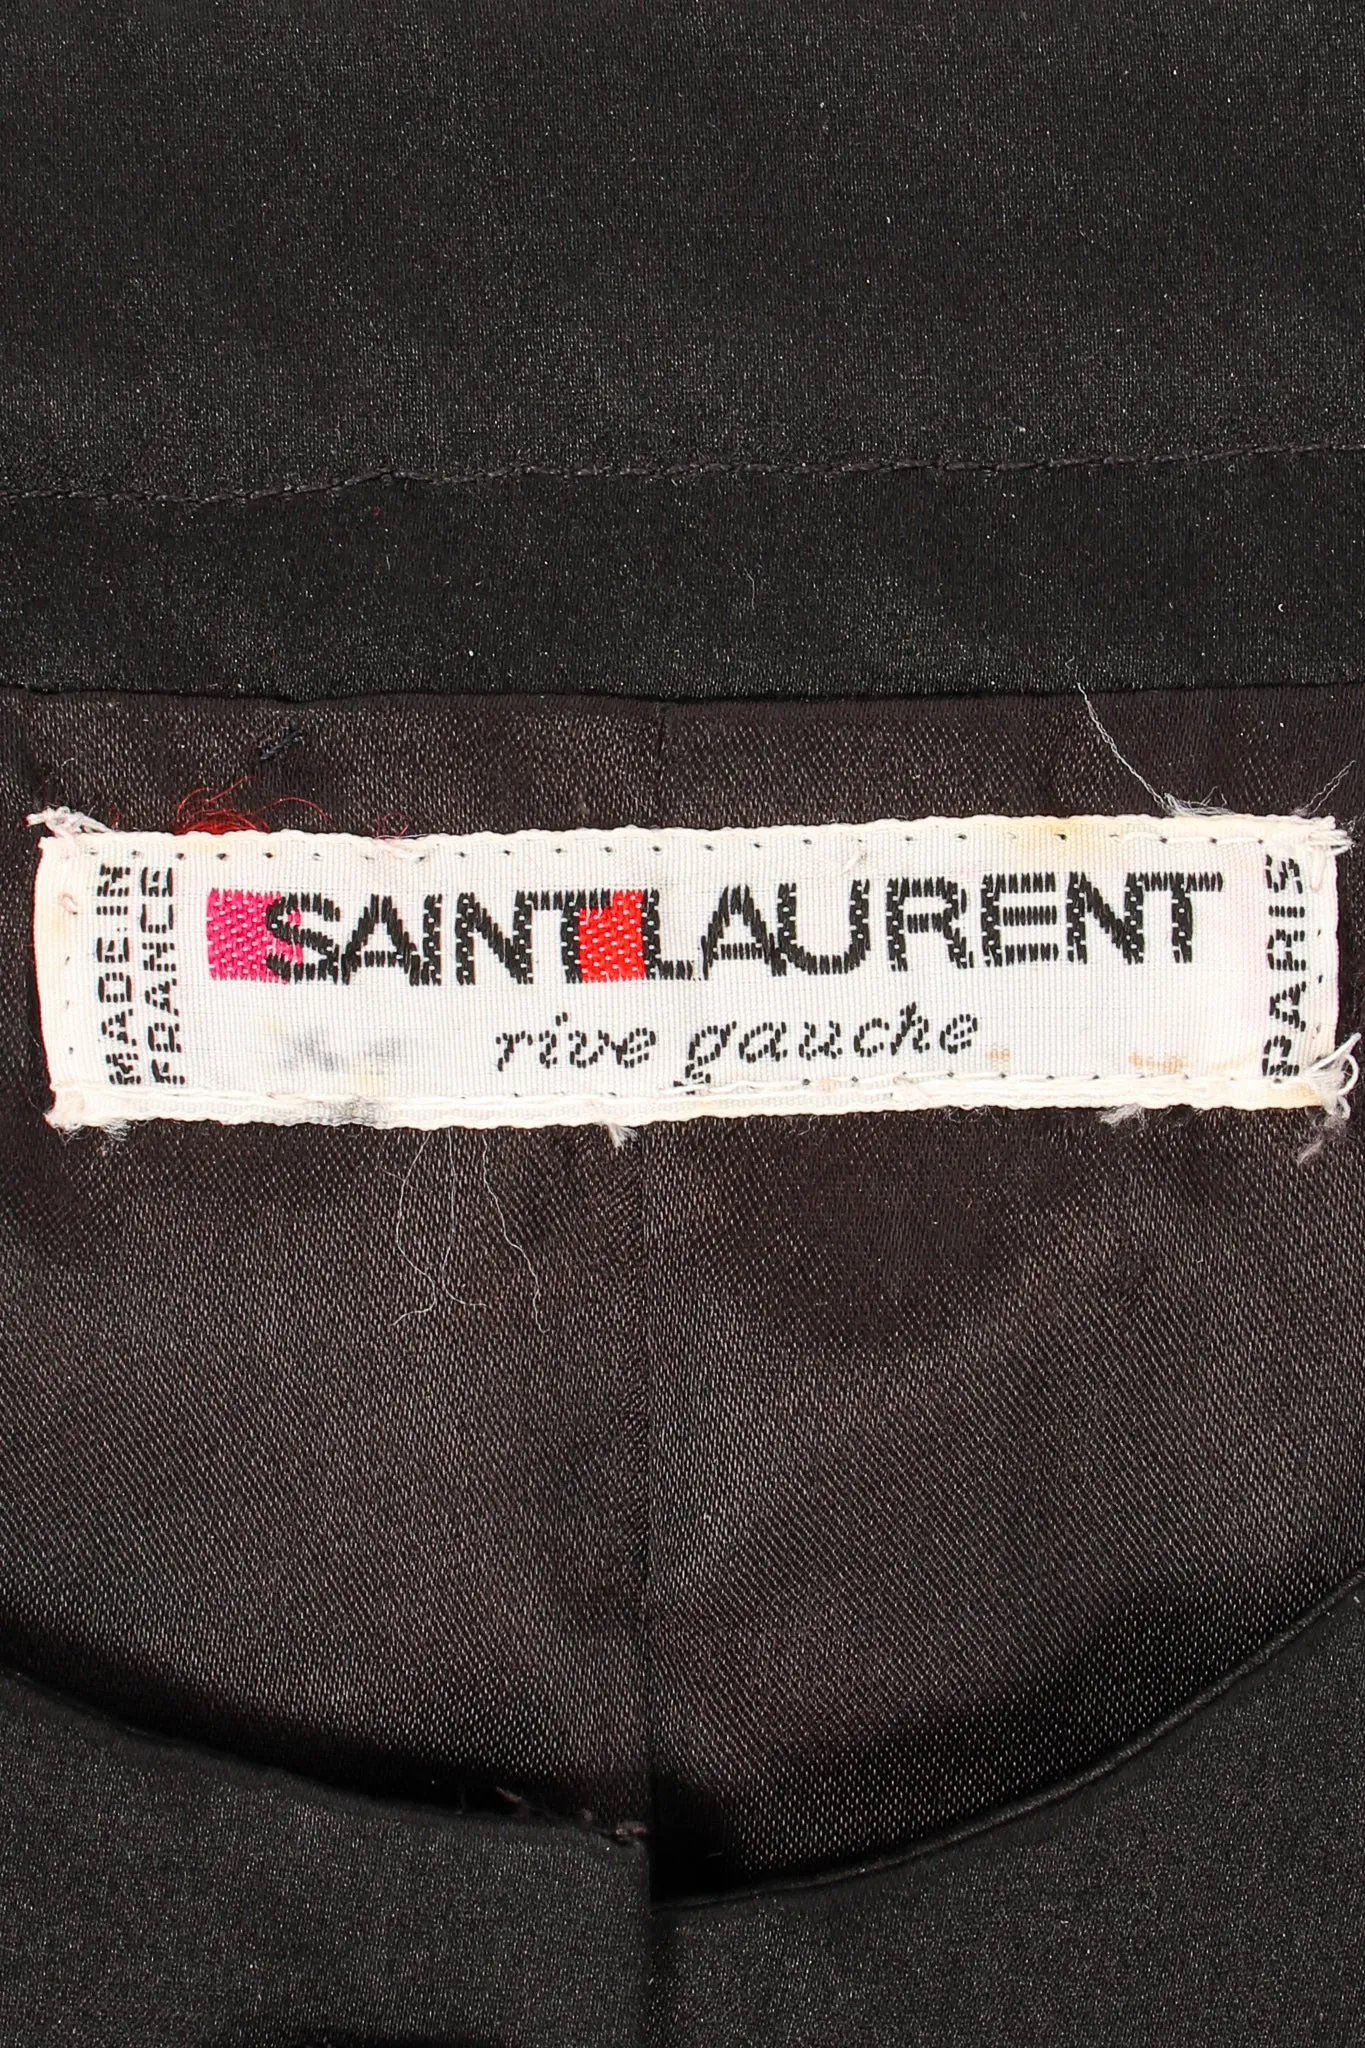 MADE IN
FRANCE
SAINT LAURENT
rive gauche
PARIS